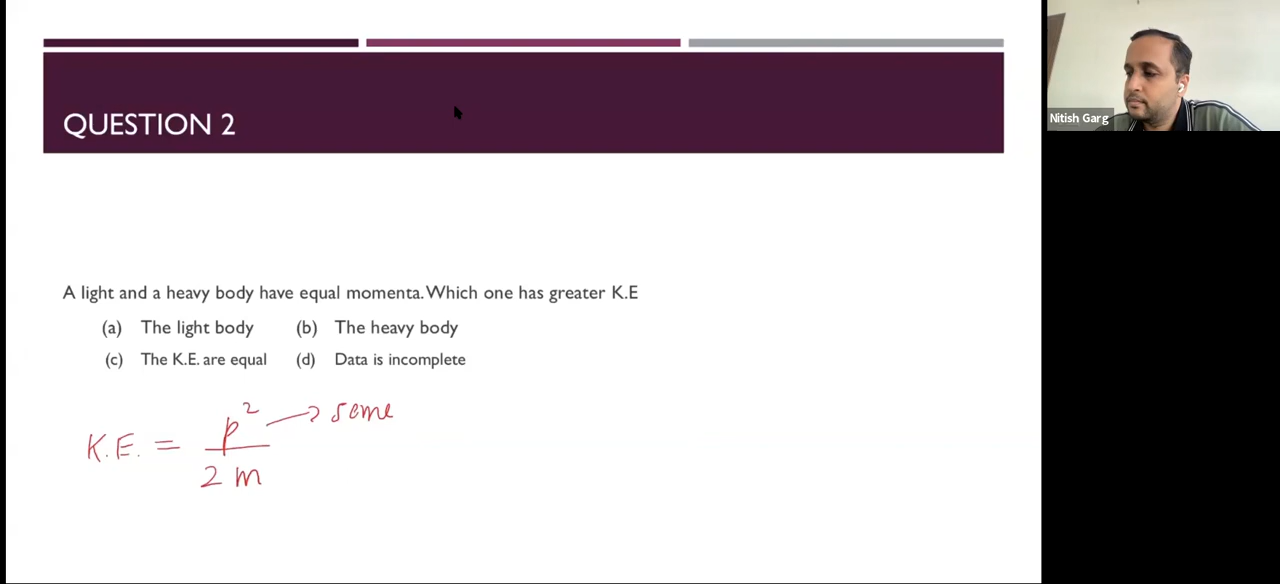 QUESTION 2
Nitish Garg
A light and a heavy body have equal momenta. Which one has greater K.E
(a) The light body (b) The heavy body
(c) The K.E. are equal (d) Data is incomplete
K.E. = p²/2m → same